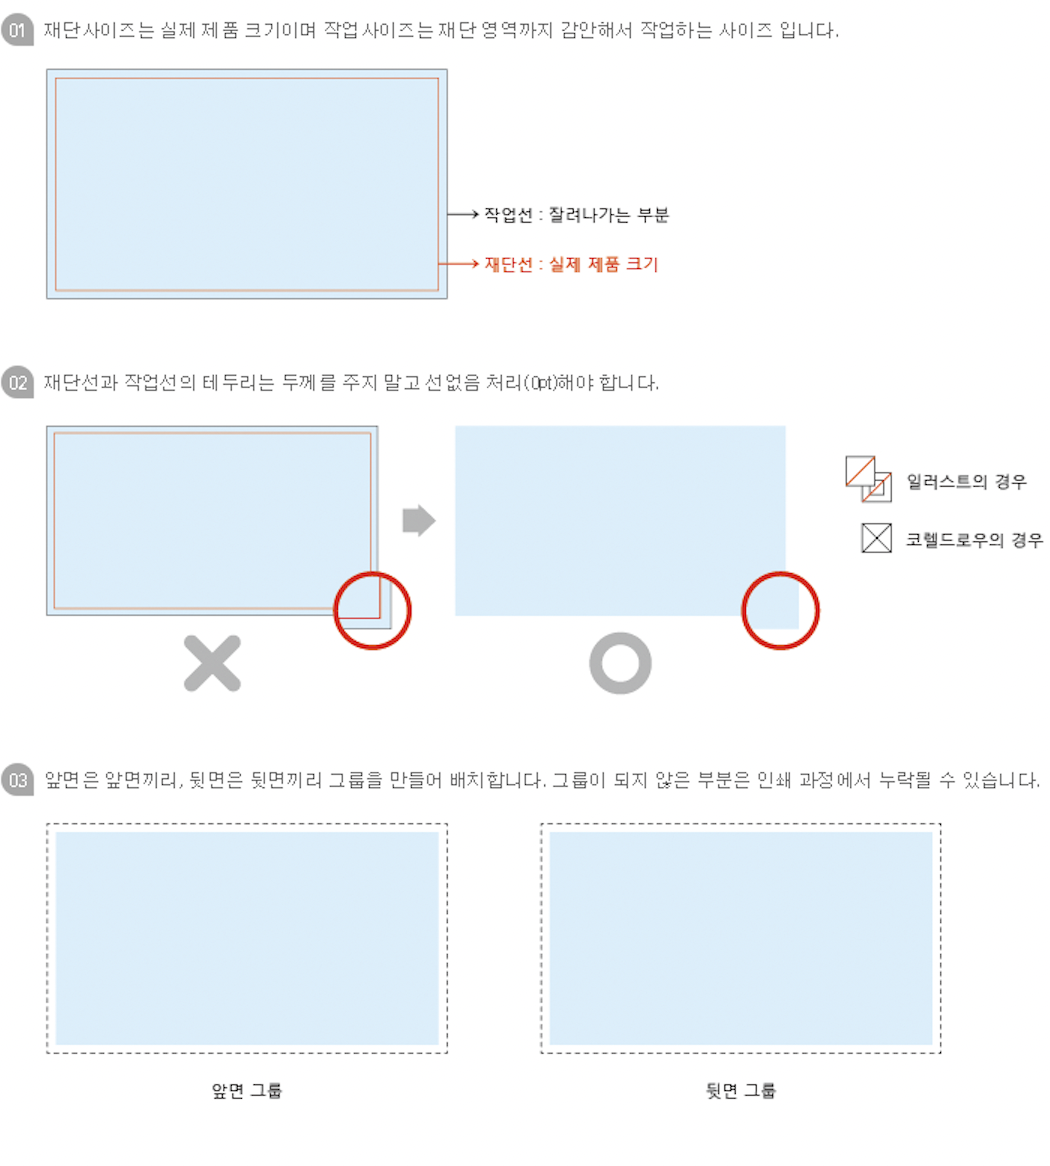 01 재단사이즈는 실제 제품 크기이며 작업사이즈는 재단 영역까지 감안해서 작업하는 사이즈 입니다.
작업선 : 잘려나가는 부분
재단선 : 실제 제품 크기
02 재단선과 작업선의 테두리는 두께를 주지 말고 선없음 처리(0pt)해야 합니다.
일러스트의 경우
코렐드로우의 경우
03 앞면은 앞면끼리, 뒷면은 뒷면끼리 그룹을 만들어 배치합니다. 그룹이 되지 않은 부분은 인쇄 과정에서 누락될 수 있습니다.
앞면 그룹
뒷면 그룹